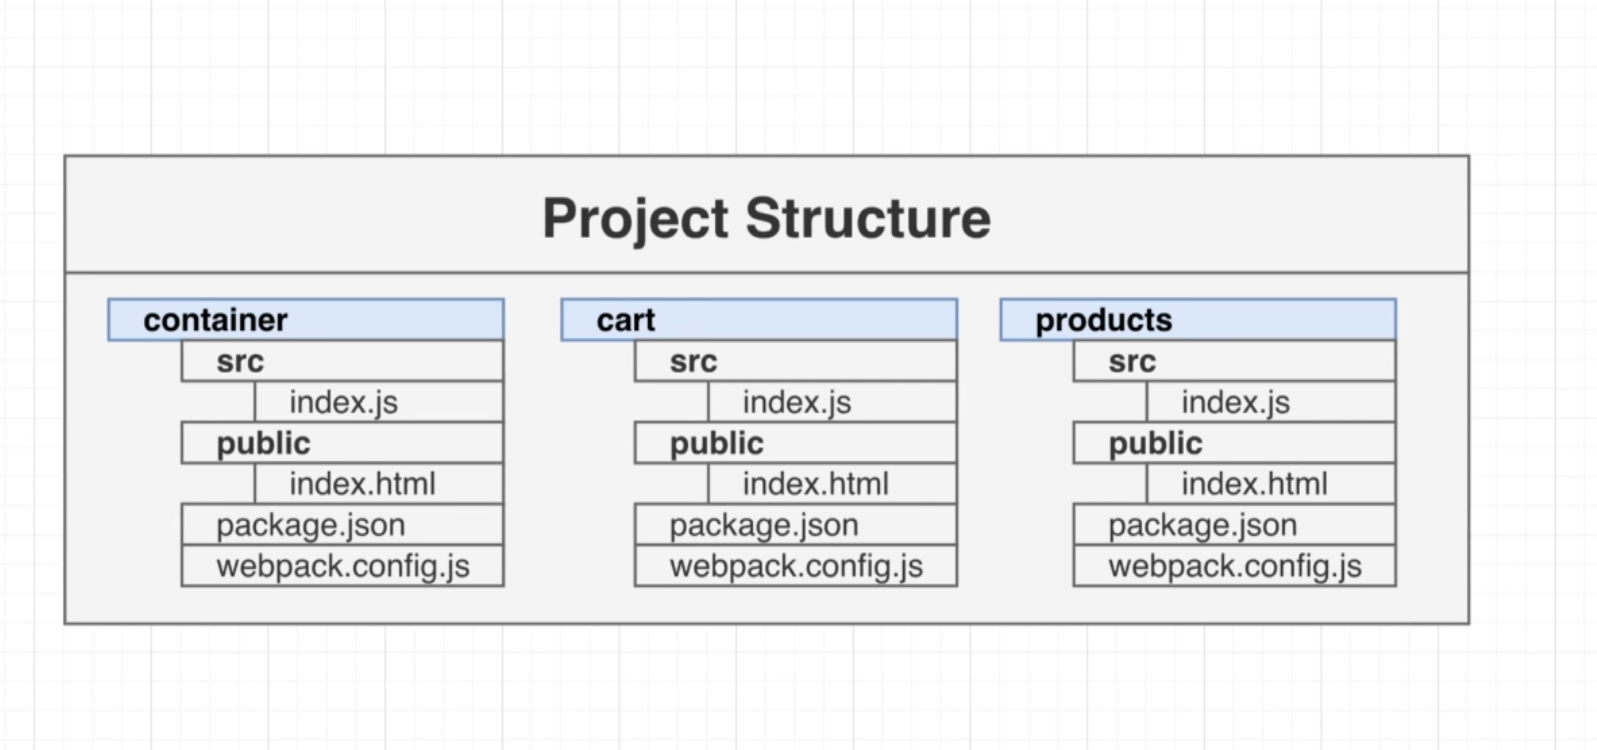 Project Structure
container
src
index.js
public
index.html
package.json
webpack.config.js
cart
src
index.js
public
index.html
package.json
webpack.config.js
products
src
index.js
public
index.html
package.json
webpack.config.js